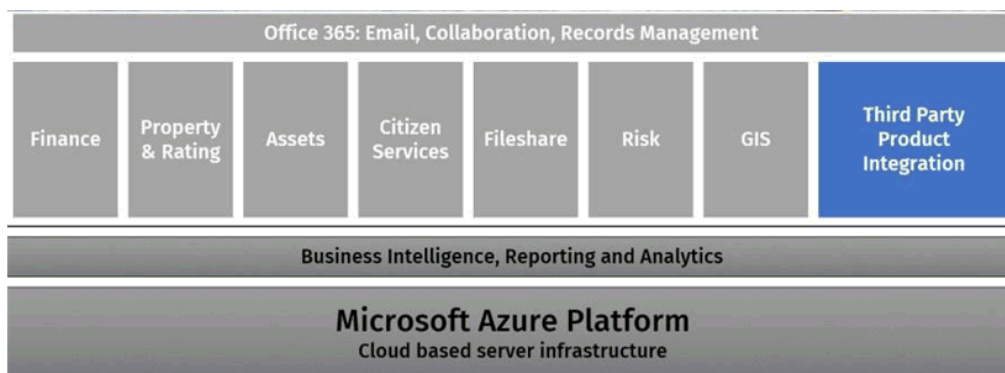 Office 365: Email, Collaboration, Records Management
Finance
Property
& Rating
Assets
Citizen
Services
Fileshare
Risk
GIS
Third Party
Product
Integration
Business Intelligence, Reporting and Analytics
Microsoft Azure Platform
Cloud based server infrastructure